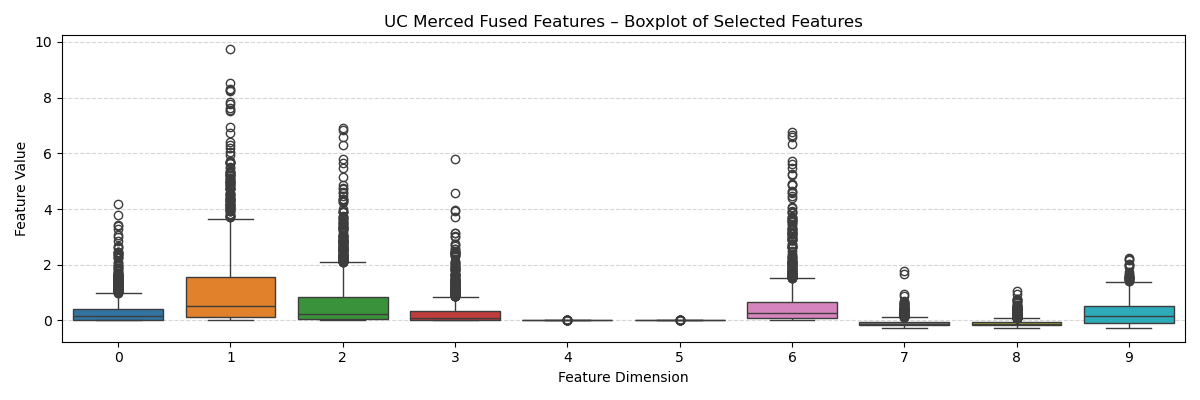 UC Merced Fused Features – Boxplot of Selected Features
10
8
6
4
2
0
Feature Value
0 1 2 3 4 5 6 7 8 9
Feature Dimension